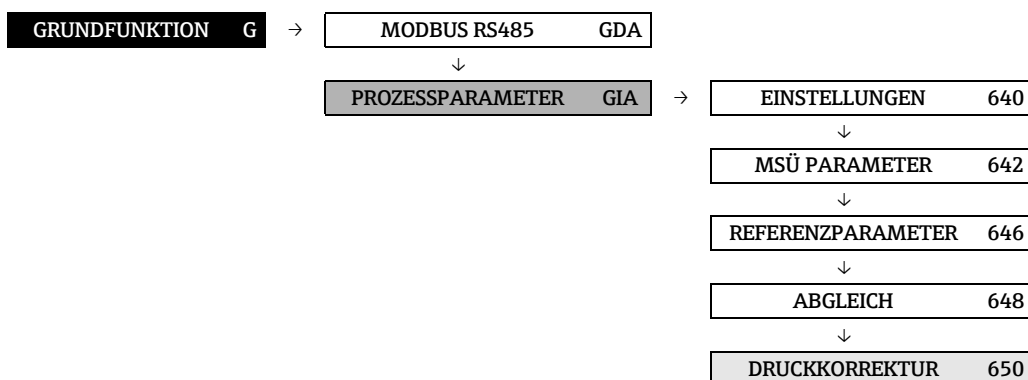 GRUNDFUNKTION G → MODBUS RS485 GDA
↓
PROZESSPARAMETER GIA → EINSTELLUNGEN 640
↓
MSÜ PARAMETER 642
↓
REFERENZPARAMETER 646
↓
ABGLEICH 648
↓
DRUCKKORREKTUR 650